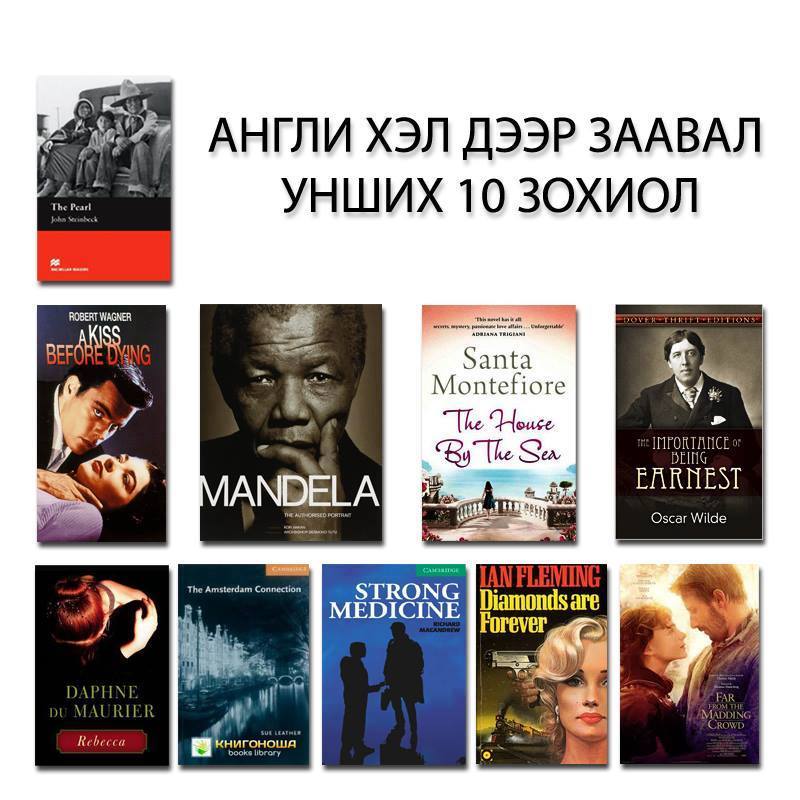 АНГЛИ ХЭЛ ДЭЭР ЗААВАЛ
УНШИХ 10 ЗОХИОЛ
The Pearl
John Steinbeck
MACMILLAN READERS
ROBERT WAGNER
A KISS
BEFORE DYING
MANDELA
THE AUTHORISED PORTRAIT
'This novel has it all:
secrets, mystery, passionate love affairs . . . Unforgettable'
ADRIANA TRIGIANI
Santa
Montefiore
The House
By The Sea
DOVER · THRIFT · EDITIONS
THE IMPORTANCE OF
BEING
EARNEST
Oscar Wilde
DAPHNE
DU MAURIER
Rebecca
CAMBRIDGE
The Amsterdam Connection
SUE LEATHER
КНИГОНОША
books library
CAMBRIDGE
STRONG
MEDICINE
RICHARD
MACANDREW
IAN FLEMING
Diamonds are
Forever
FAR
FROM THE
MADDING
CROWD